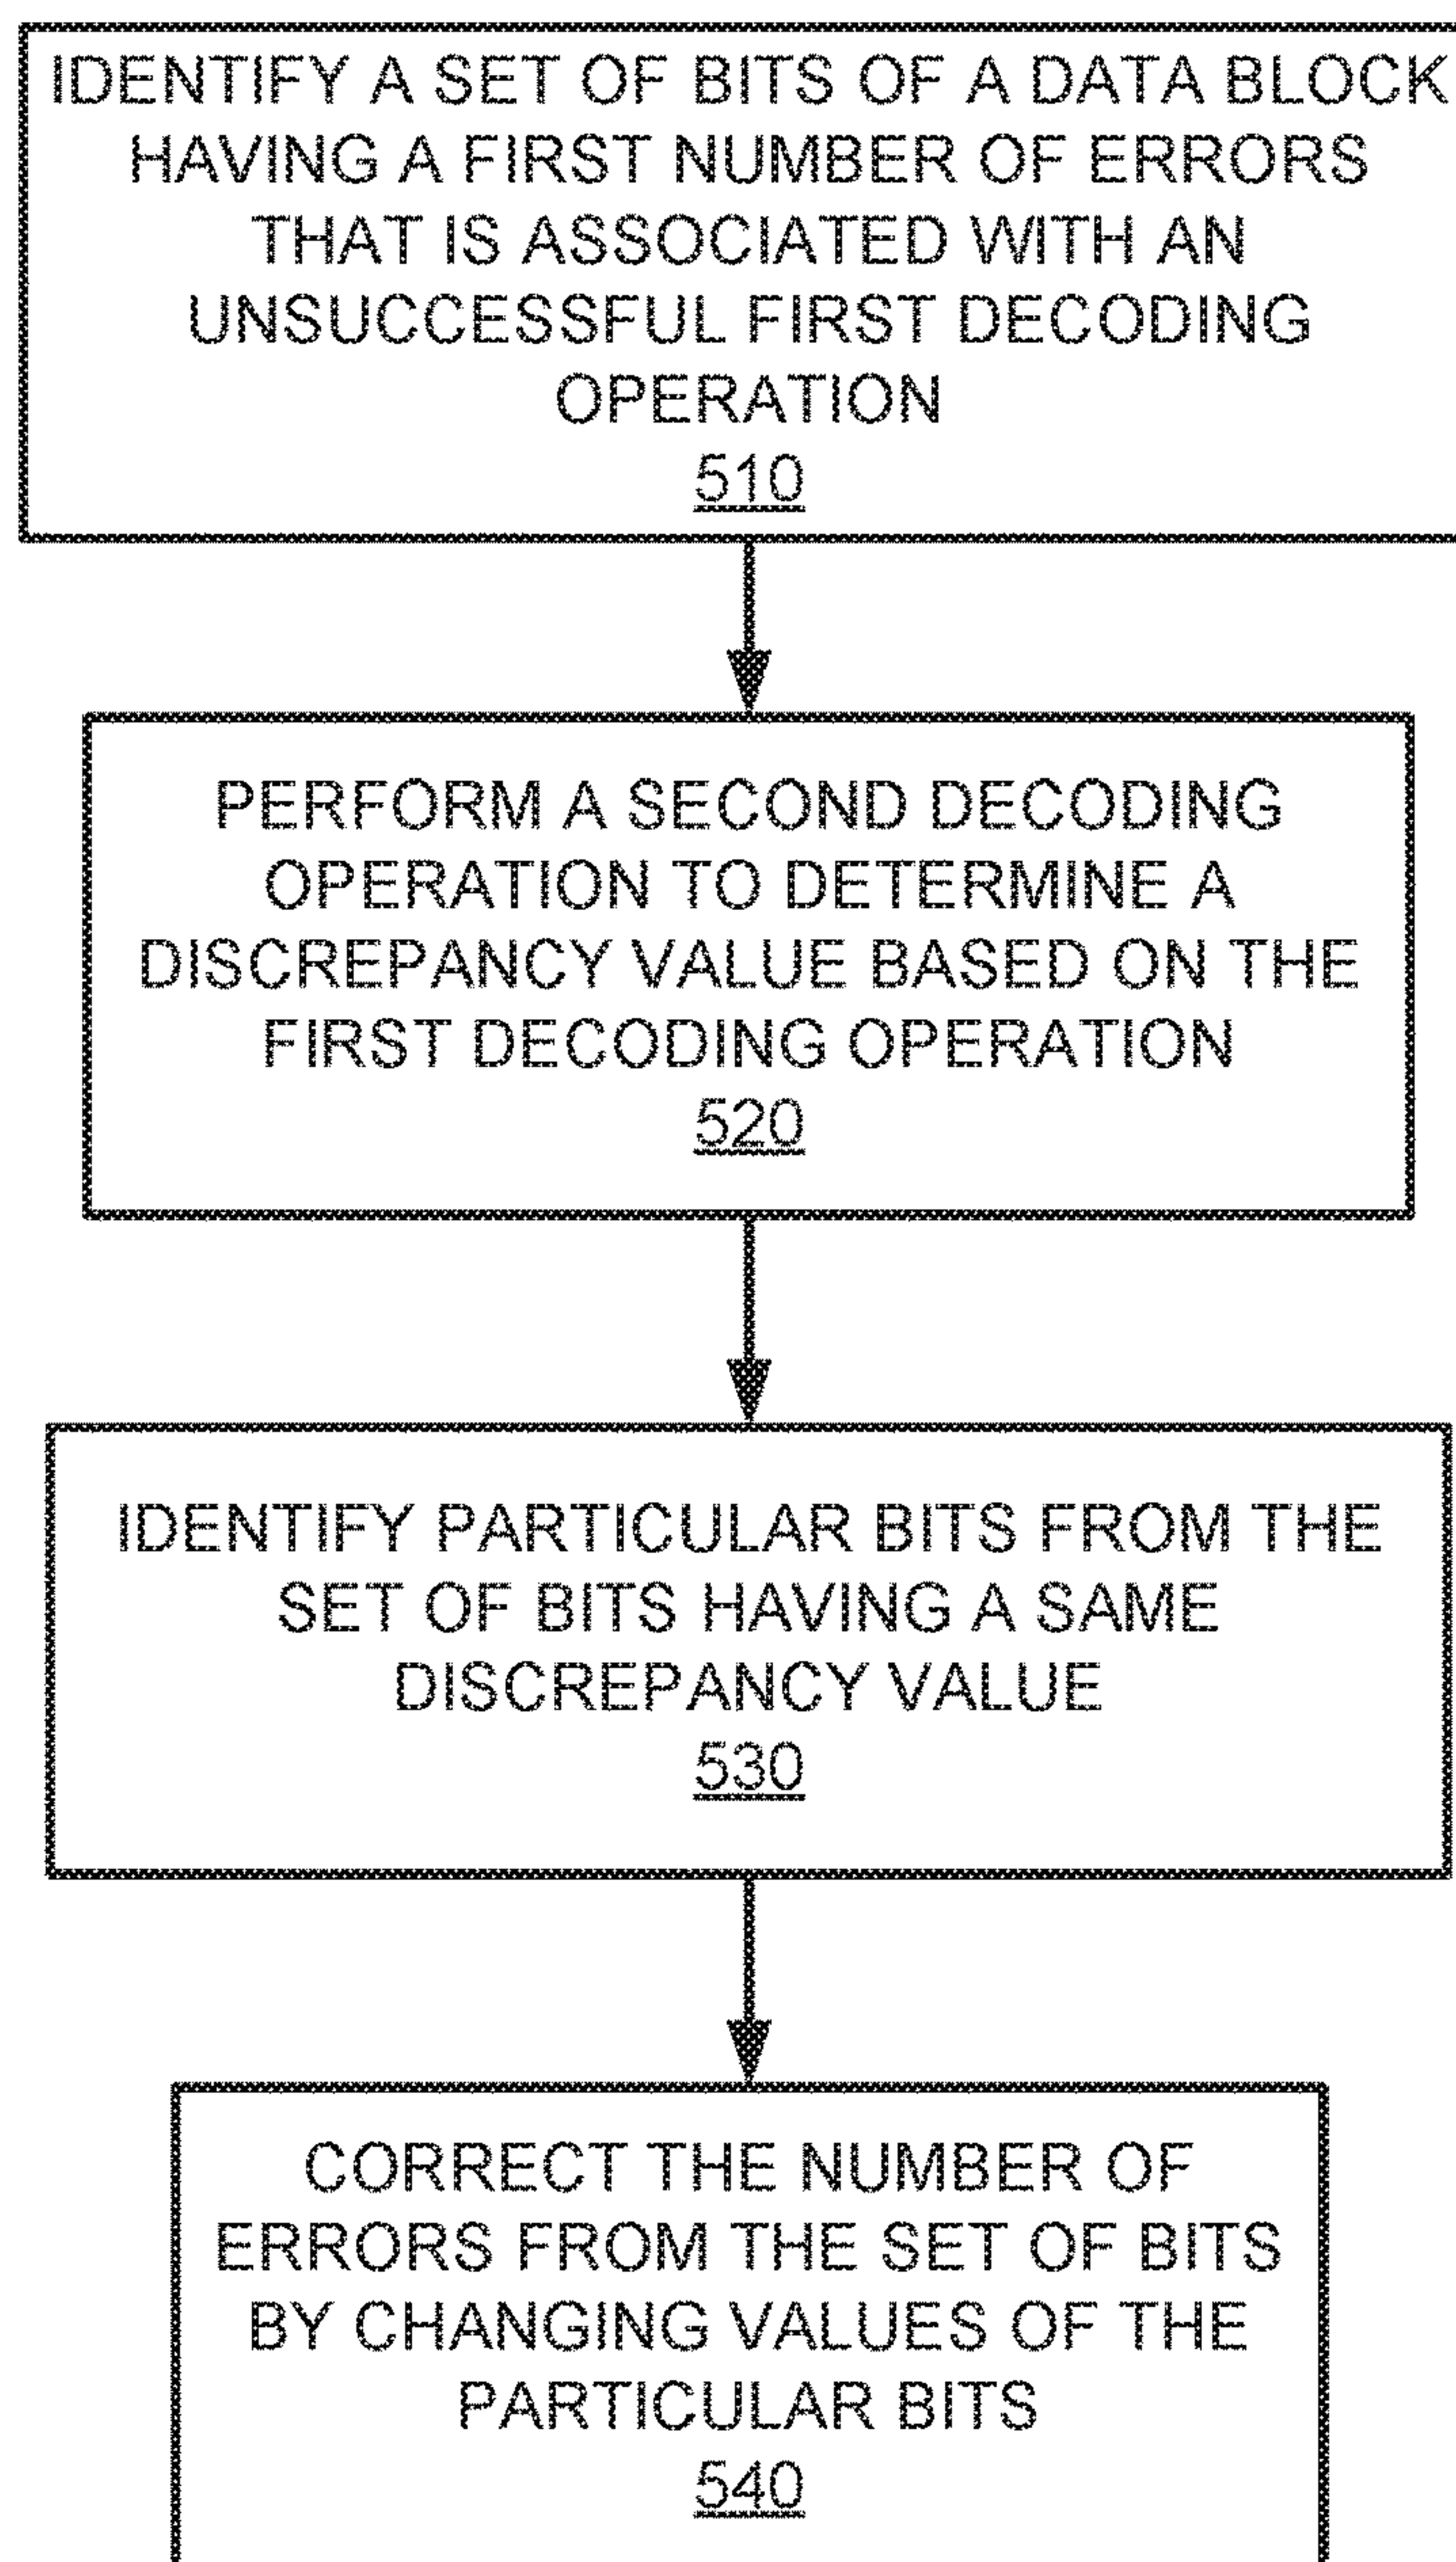 IDENTIFY A SET OF BITS OF A DATA BLOCK
HAVING A FIRST NUMBER OF ERRORS
THAT IS ASSOCIATED WITH AN
UNSUCCESSFUL FIRST DECODING
OPERATION
510
PERFORM A SECOND DECODING
OPERATION TO DETERMINE A
DISCREPANCY VALUE BASED ON THE
FIRST DECODING OPERATION
520
IDENTIFY PARTICULAR BITS FROM THE
SET OF BITS HAVING A SAME
DISCREPANCY VALUE
530
CORRECT THE NUMBER OF
ERRORS FROM THE SET OF BITS
BY CHANGING VALUES OF THE
PARTICULAR BITS
540